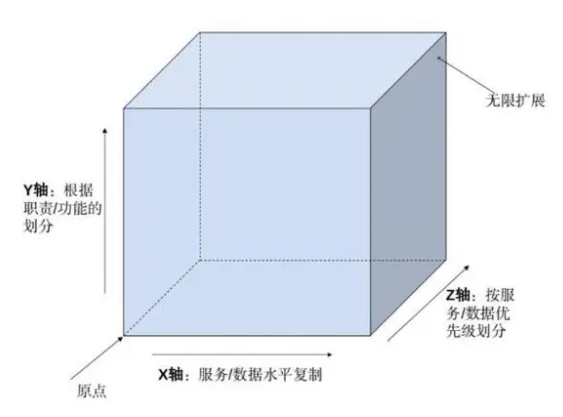 无限扩展
Y轴：根据
职责/功能的
划分
Z轴：按服
务/数据优
先级划分
X轴：服务/数据水平复制
原点